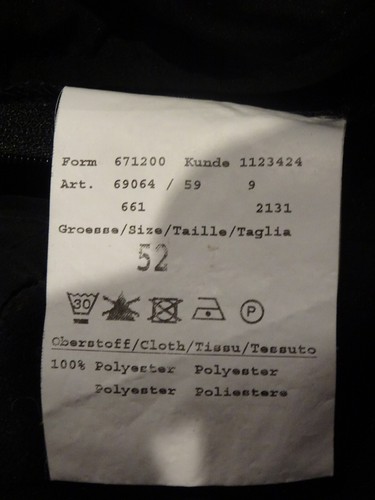 Form 671200 Kunde 1123424
Art. 69064 / 59 9
661 2131
Groesse/Size/Taille/Taglia
52
30 P
Oberstoff/Cloth/Tissu/Tessuto
100% Polyester Polyester
Polyester Poliestere